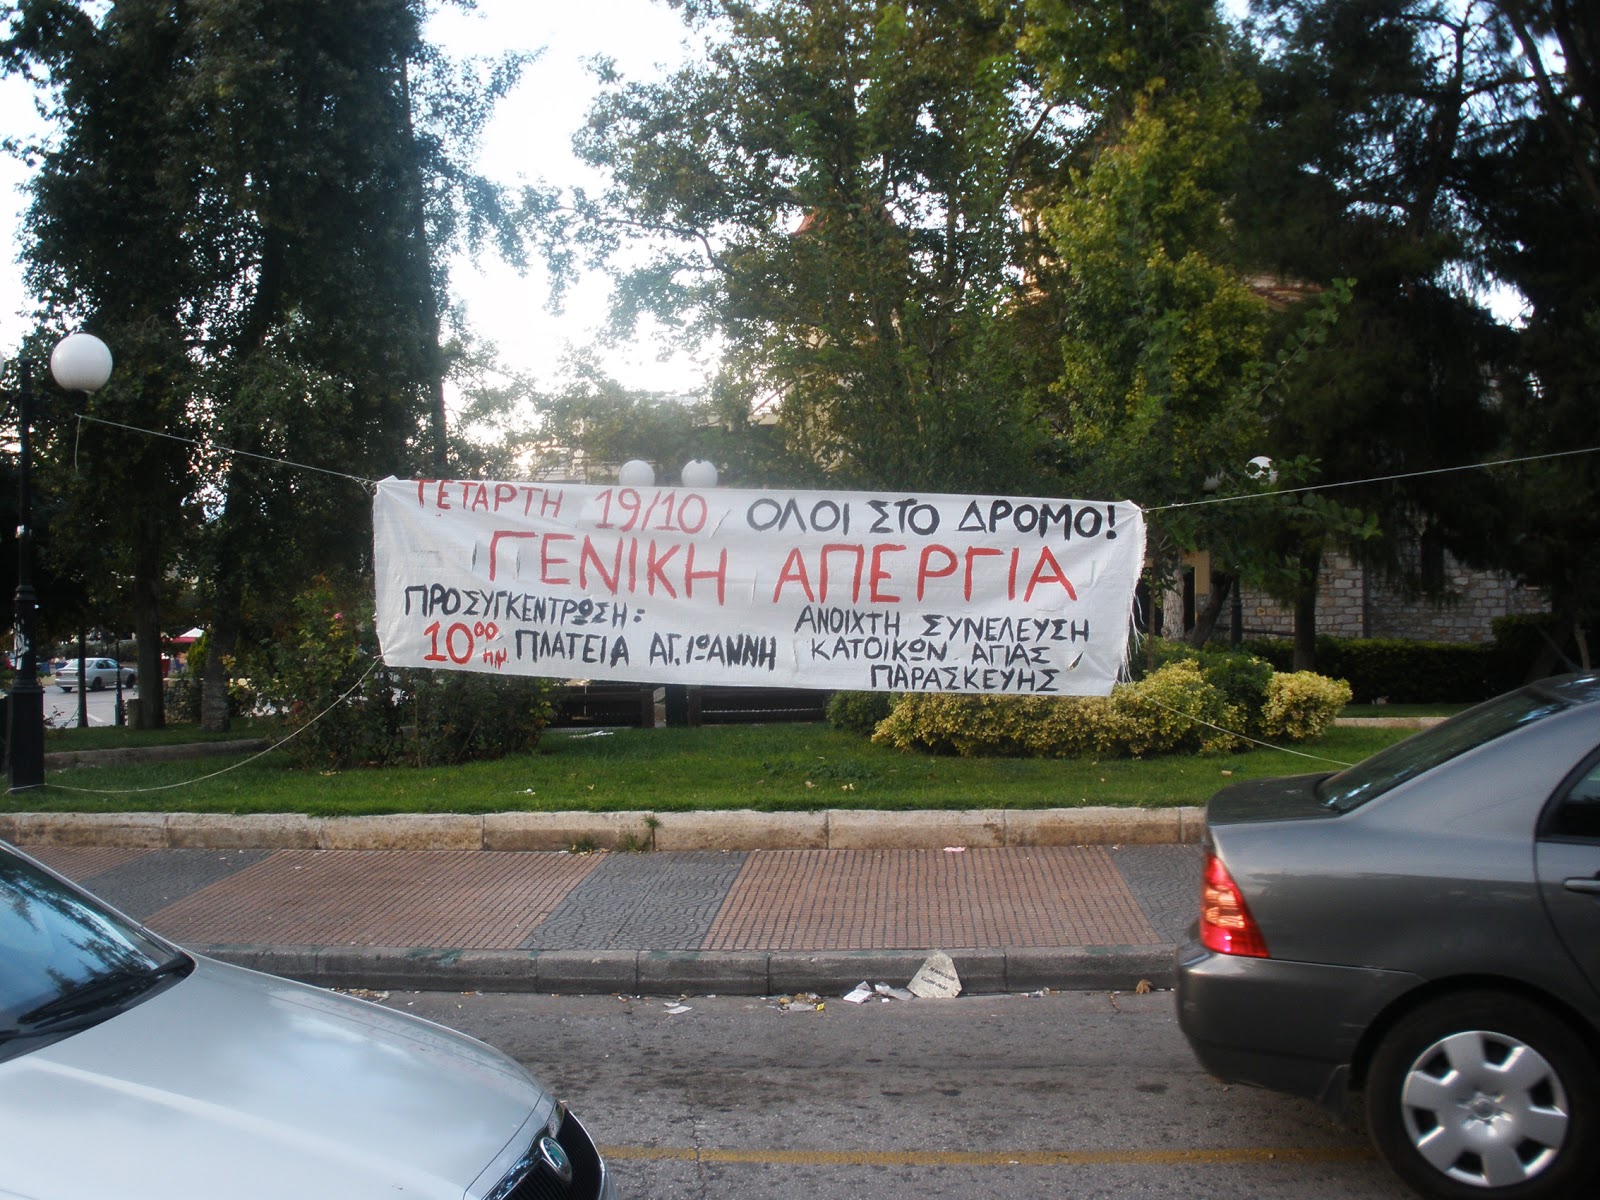 ΤΕΤΑΡΤΗ 19/10 ΟΛΟΙ ΣΤΟ ΔΡΟΜΟ!
ΓΕΝΙΚΗ ΑΠΕΡΓΙΑ
ΠΡΟΣΥΓΚΕΝΤΡΩΣΗ:
10⁰⁰ π.μ. ΠΛΑΤΕΙΑ ΑΓ. ΙΩΑΝΝΗ
ΑΝΟΙΧΤΗ ΣΥΝΕΛΕΥΣΗ
ΚΑΤΟΙΚΩΝ ΑΓΙΑΣ
ΠΑΡΑΣΚΕΥΗΣ